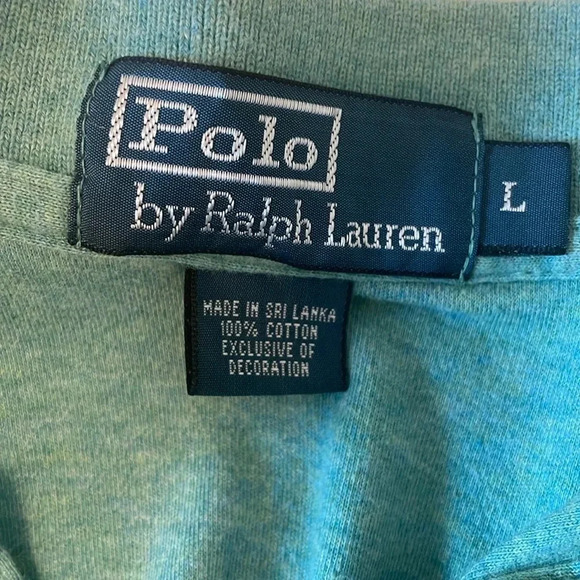 Polo
by Ralph Lauren
L
MADE IN SRI LANKA
100% COTTON
EXCLUSIVE OF
DECORATION